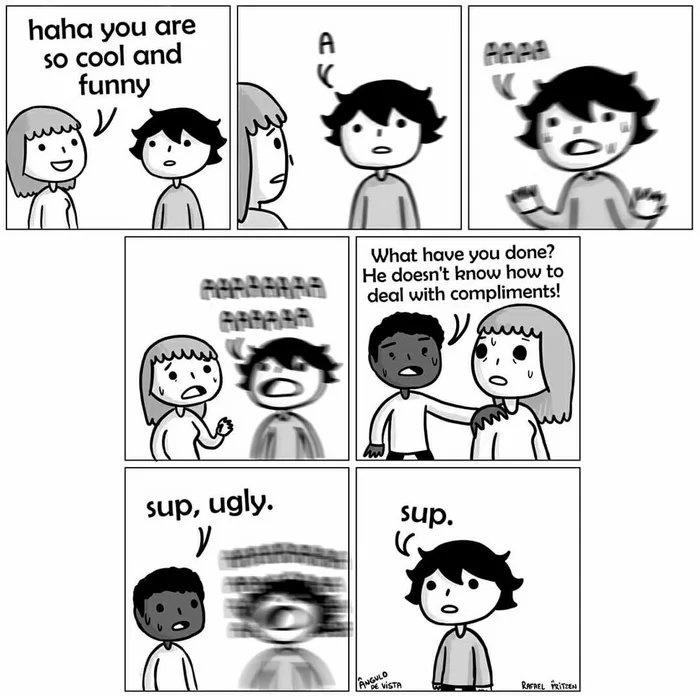 haha you are
so cool and
funny
A
AAAA
AAAAAAAA
AAAAAA
What have you done?
He doesn't know how to
deal with compliments!
sup, ugly.
sup.
ÂNGULO
DE VISTA
RAFAEL PRITZEN